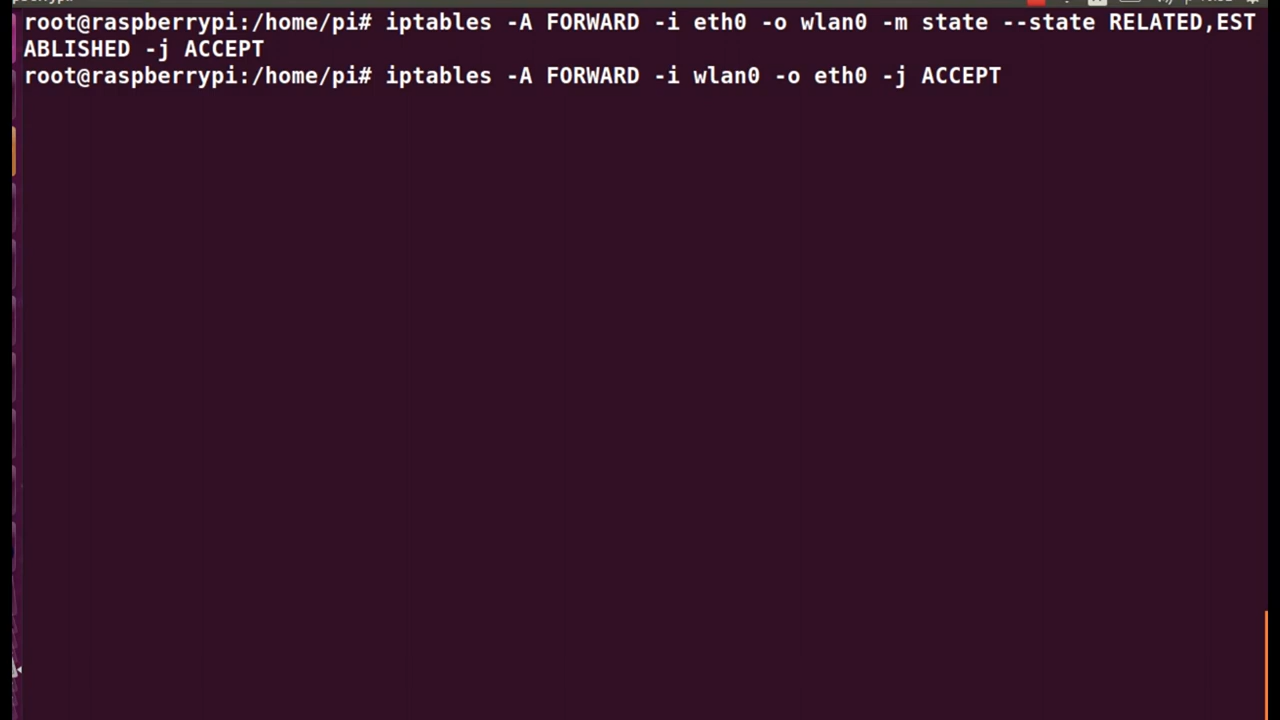 root@raspberrypi:/home/pi# iptables -A FORWARD -i eth0 -o wlan0 -m state --state RELATED,EST
ABLISHED -j ACCEPT
root@raspberrypi:/home/pi# iptables -A FORWARD -i wlan0 -o eth0 -j ACCEPT